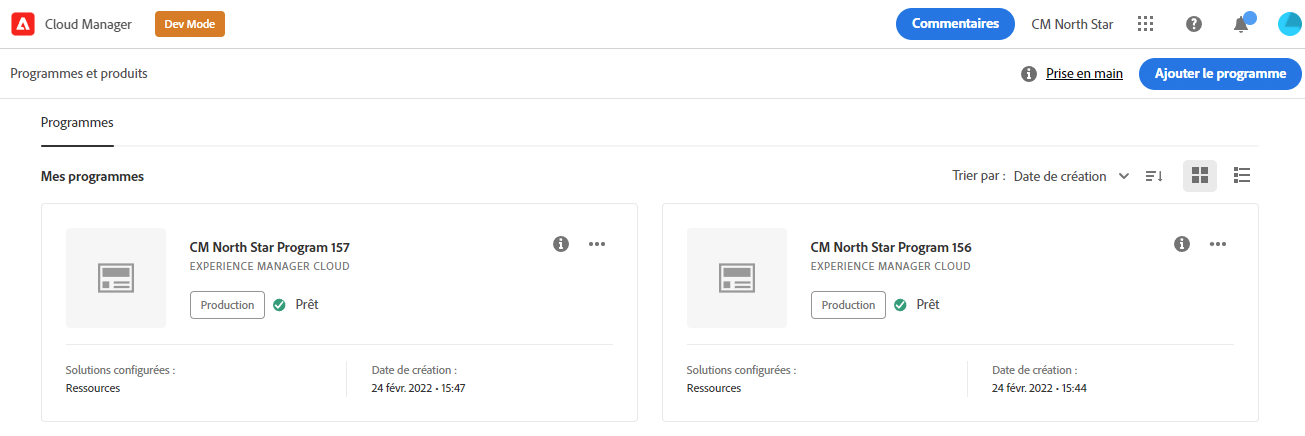 Cloud Manager
Dev Mode
Commentaires
CM North Star
Programmes et produits
Prise en main
Ajouter le programme
Programmes
Mes programmes
Trier par :
Date de création
CM North Star Program 157
EXPERIENCE MANAGER CLOUD
Production
Prêt
Solutions configurées :
Ressources
Date de création :
24 févr. 2022 • 15:47
CM North Star Program 156
EXPERIENCE MANAGER CLOUD
Production
Prêt
Solutions configurées :
Ressources
Date de création :
24 févr. 2022 • 15:44